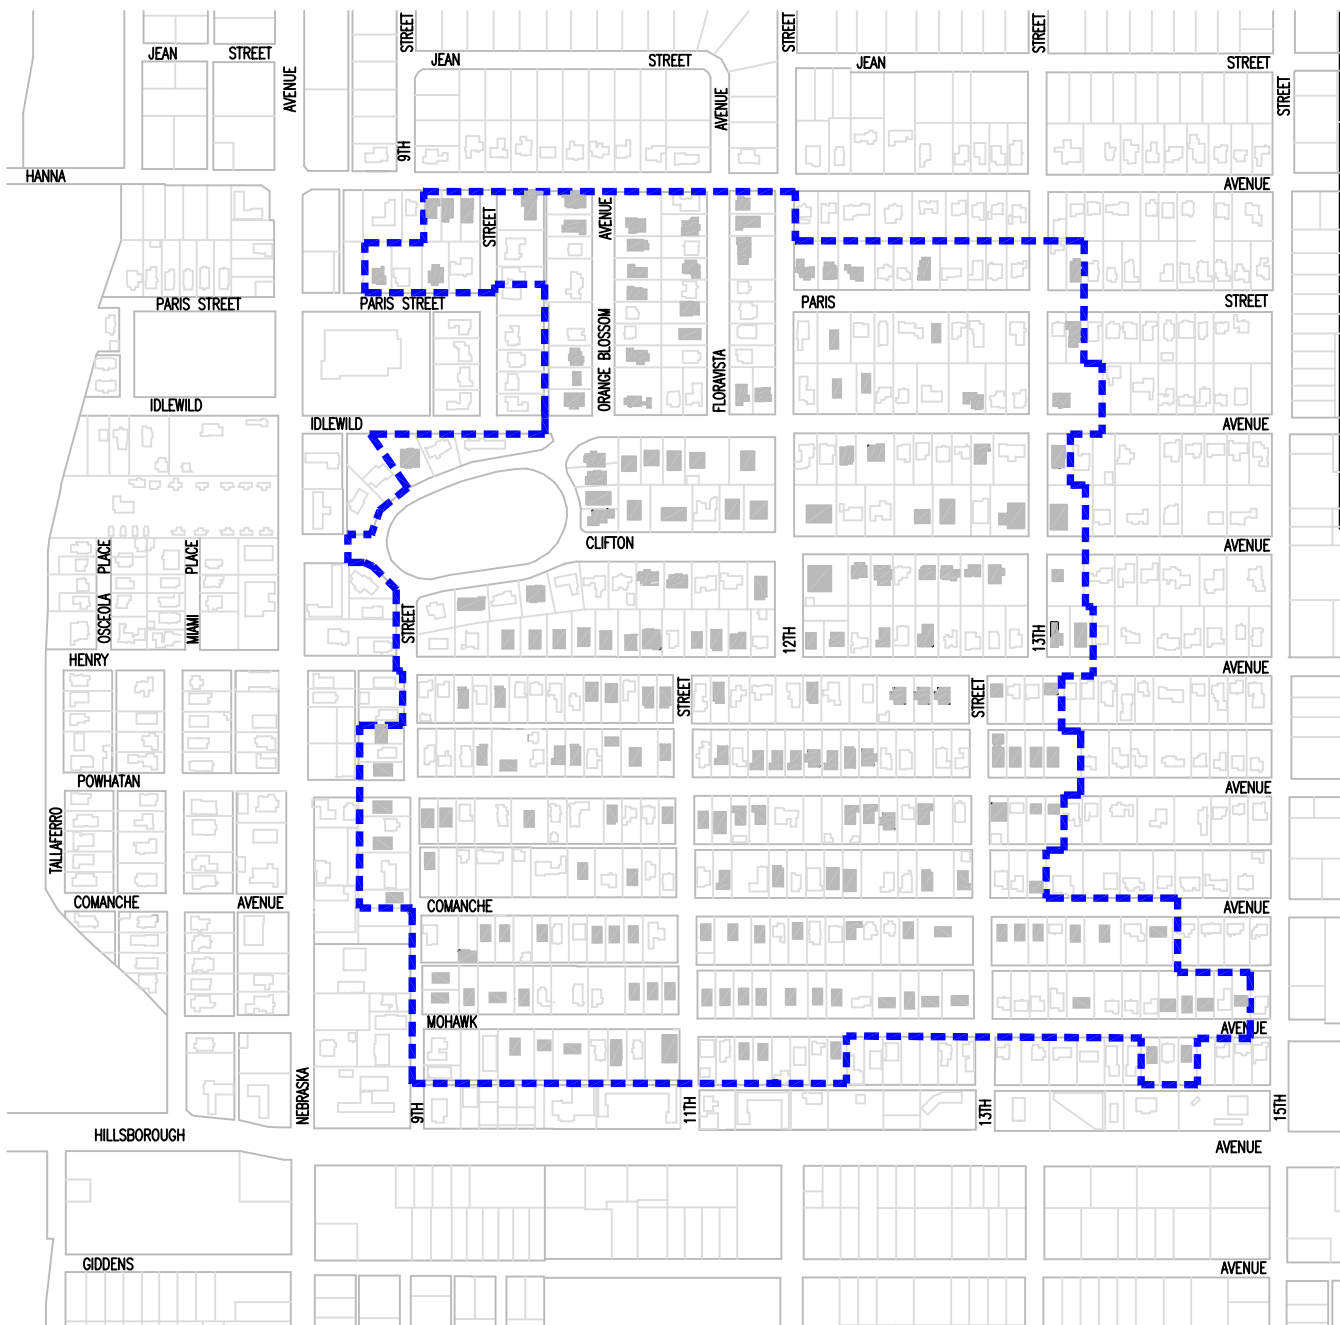 STREET
STREET
STREET
JEAN
STREET
JEAN
STREET
JEAN
STREET
AVENUE
AVENUE
STREET
9TH
HANNA
AVENUE
STREET
AVENUE
PARIS STREET
PARIS STREET
PARIS
STREET
ORANGE BLOSSOM
FLORAVISTA
IDLEWILD
IDLEWILD
AVENUE
CLIFTON
AVENUE
OSCEOLA PLACE
MIAMI PLACE
STREET
12TH
13TH
HENRY
AVENUE
STREET
STREET
POWHATAN
AVENUE
TALLAFERRO
COMANCHE
AVENUE
COMANCHE
AVENUE
MOHAWK
AVENUE
NEBRASKA
9TH
11TH
13TH
15TH
HILLSBOROUGH
AVENUE
GIDDENS
AVENUE